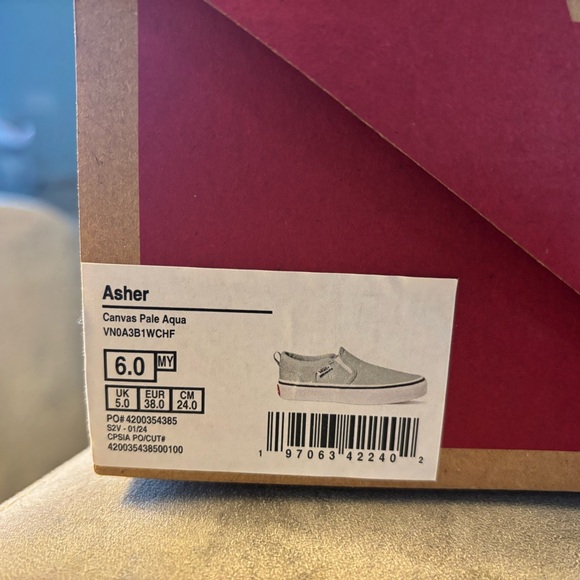 Asher
Canvas Pale Aqua
VN0A3B1WCHF
6.0 MY
UK EUR CM
5.0 38.0 24.0
PO# 4200354385
S2V - 01/24
CPSIA PO/CUT#
420035438500100
1 97063 42240 2